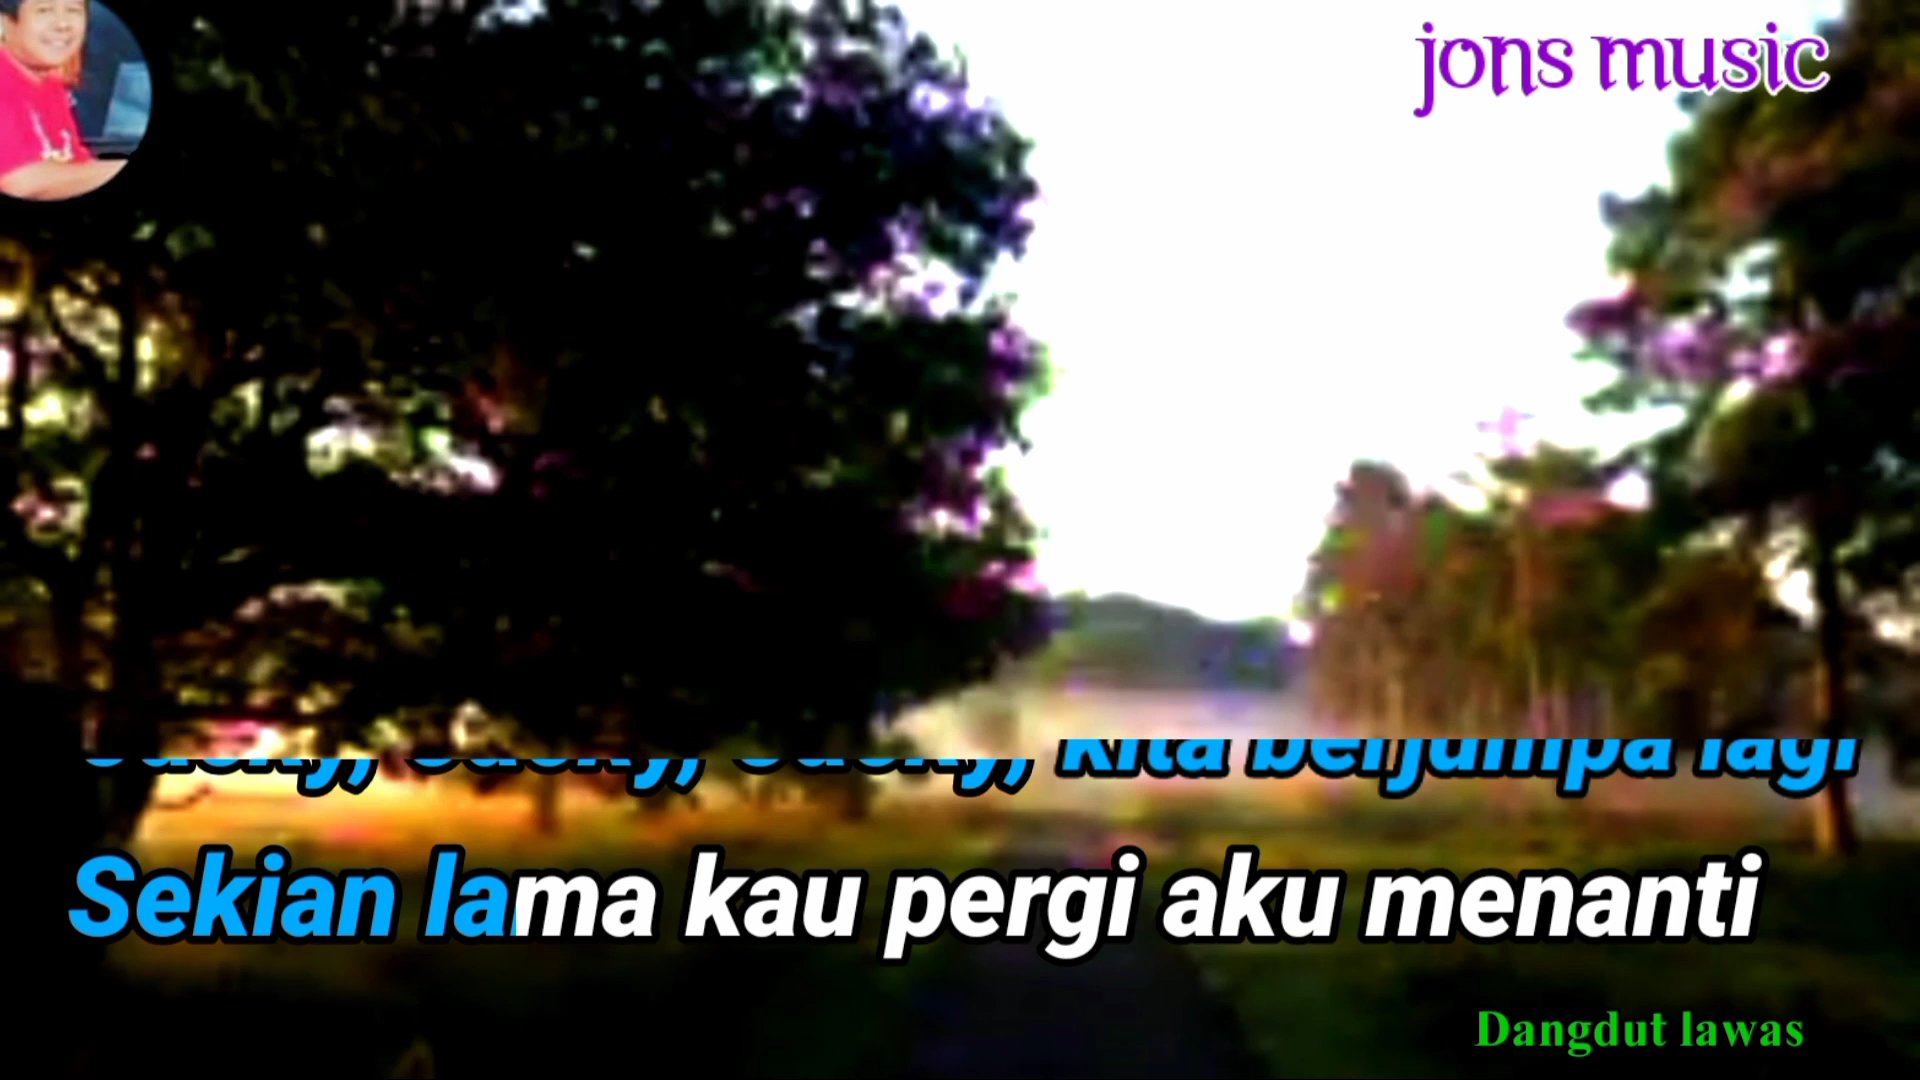 jons music
kita berjumpa lagi
Sekian lama kau pergi aku menanti
Dangdut lawas